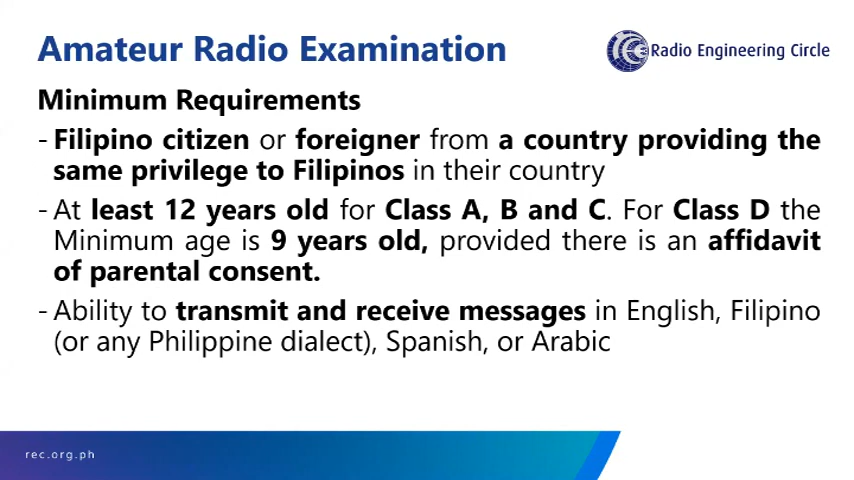 Amateur Radio Examination
Radio Engineering Circle
Minimum Requirements
- Filipino citizen or foreigner from a country providing the
same privilege to Filipinos in their country
- At least 12 years old for Class A, B and C. For Class D the
Minimum age is 9 years old, provided there is an affidavit
of parental consent.
- Ability to transmit and receive messages in English, Filipino
(or any Philippine dialect), Spanish, or Arabic
rec.org.ph